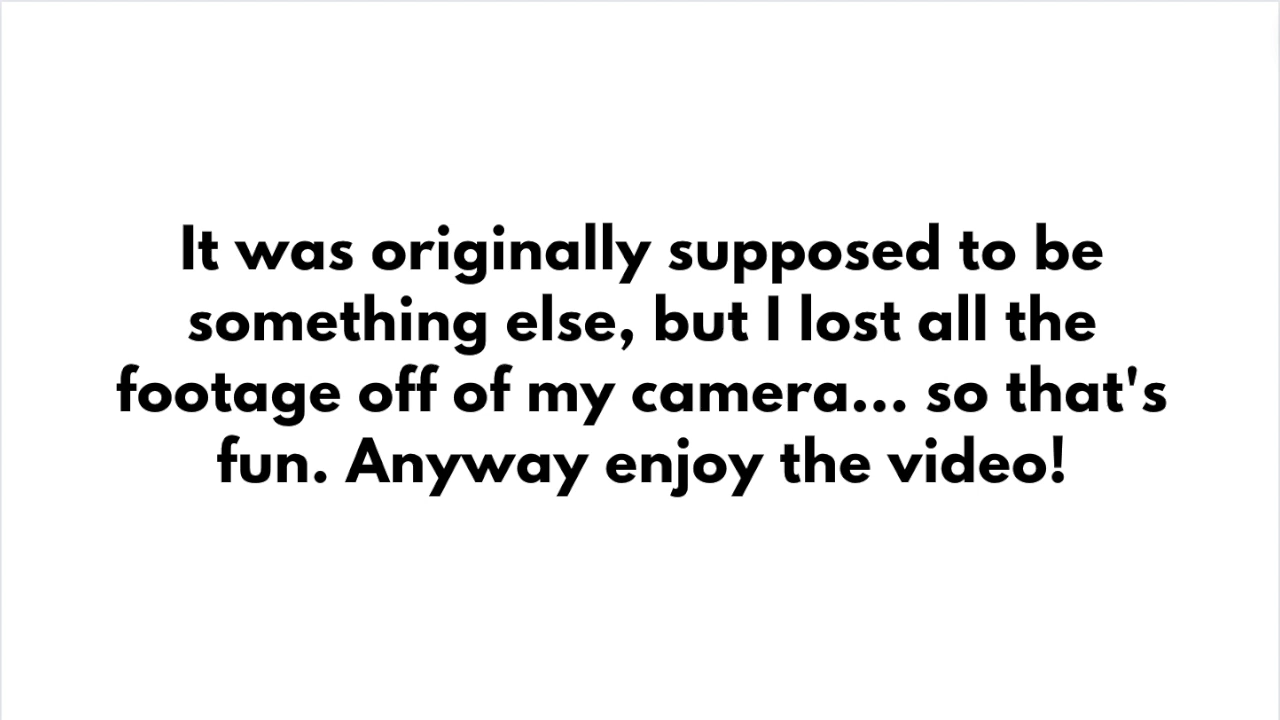 It was originally supposed to be
something else, but I lost all the
footage off of my camera... so that's
fun. Anyway enjoy the video!